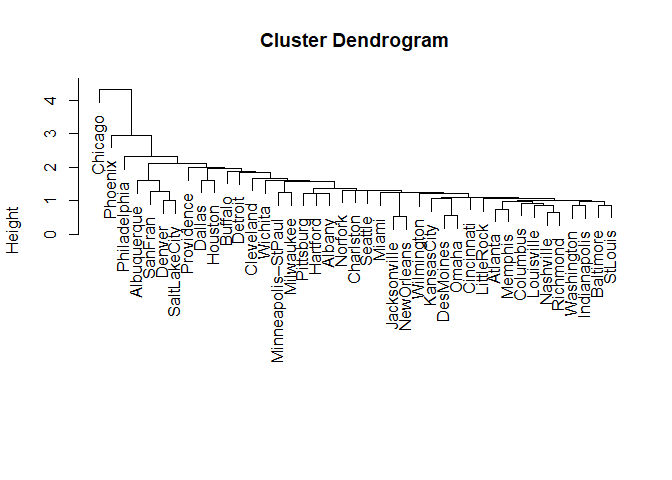 Cluster Dendrogram
Height
4
3
2
1
0
Chicago
Phoenix
Philadelphia
Albuquerque
SanFran
Denver
SaltLakeCity
Providence
Dallas
Houston
Buffalo
Detroit
Cleveland
Wichita
Minneapolis−StPaul
Milwaukee
Pittsburg
Hartford
Albany
Norfork
Charlston
Seattle
Miami
Jacksonville
NewOrleans
Wilmington
KansasCity
DesMoines
Omaha
Cincinnati
LittleRock
Atlanta
Memphis
Columbus
Louisville
Nashville
Richmond
Washington
Indianapolis
Baltimore
StLouis